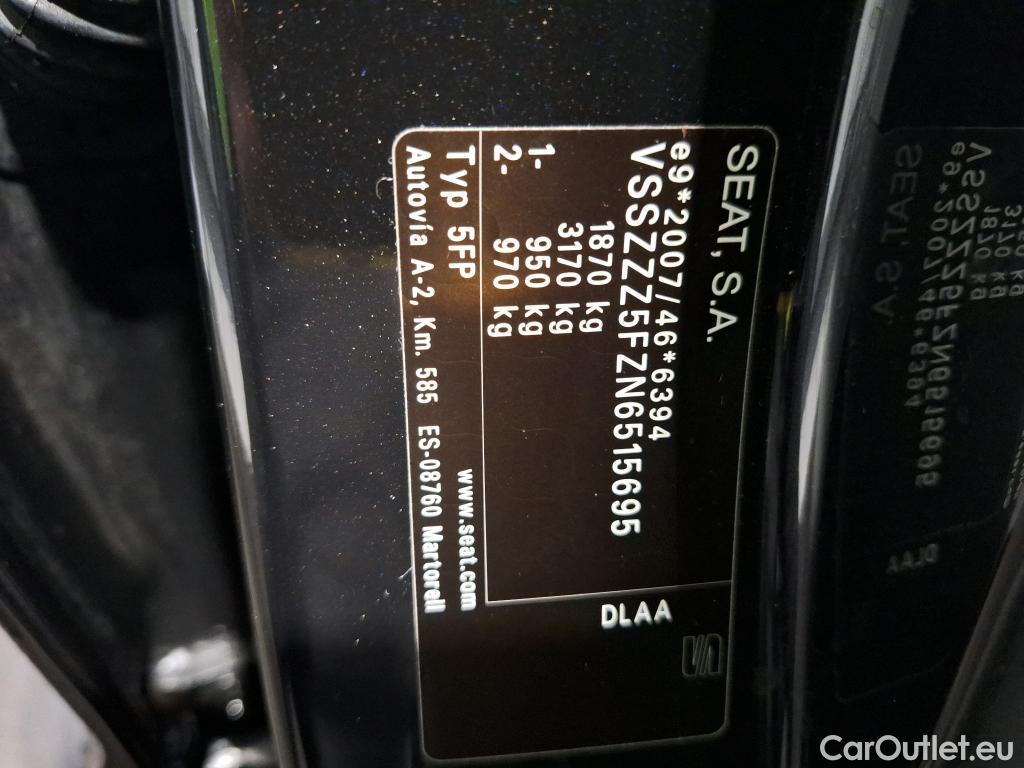 SEAT, S.A.
e9*2007/46*6394
VSSZZZ5FZN6515695
1870 kg
3170 kg
1- 950 kg
2- 970 kg
DLAA
Typ 5FP www.seat.com
Autovía A-2, Km. 585 ES-08760 Martorell
CarOutlet.eu